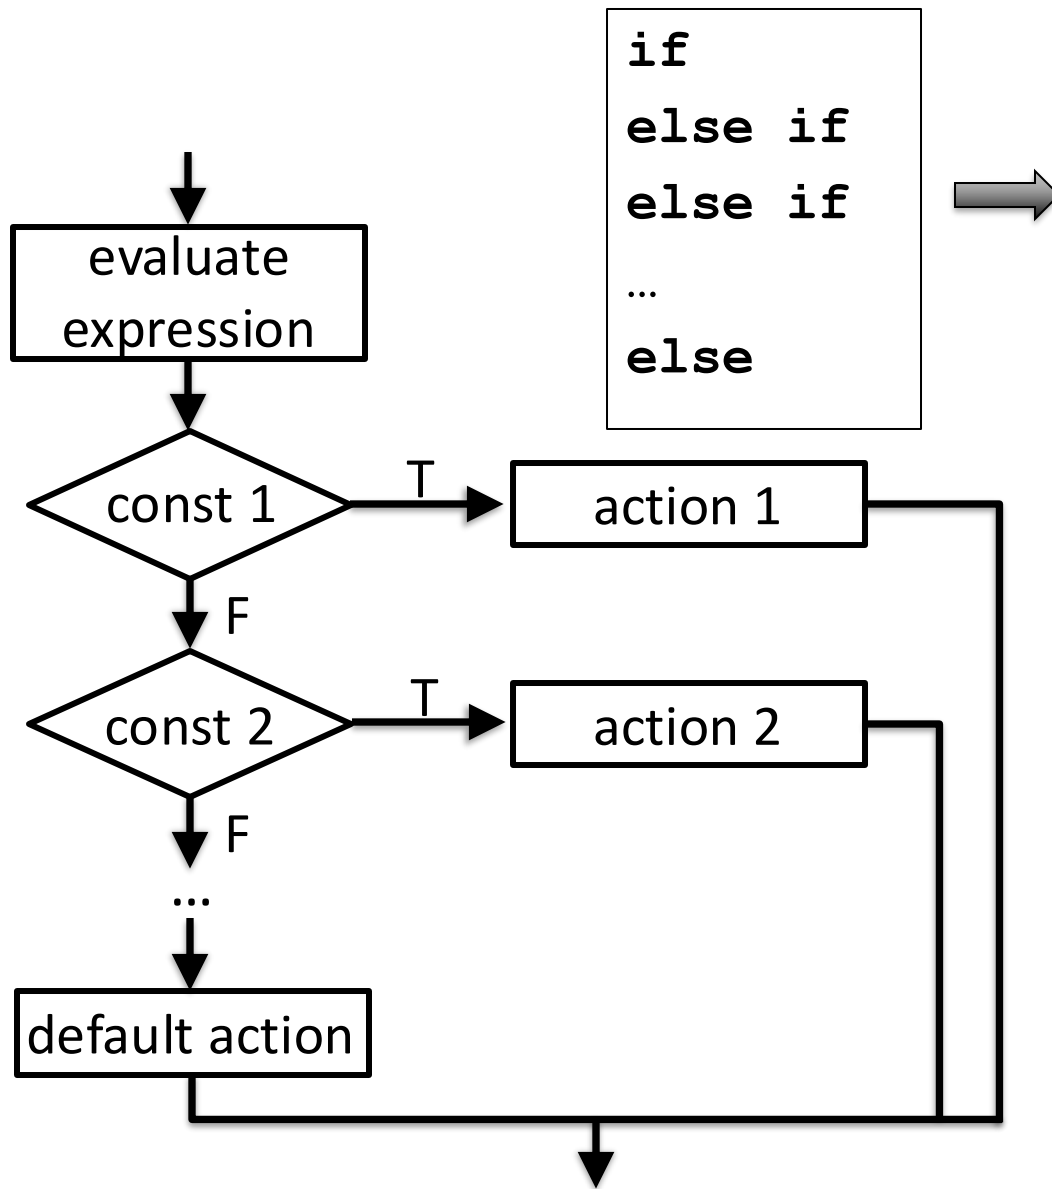 if
else if
else if
…
else
evaluate
expression
const 1
T
action 1
F
const 2
T
action 2
F
…
default action